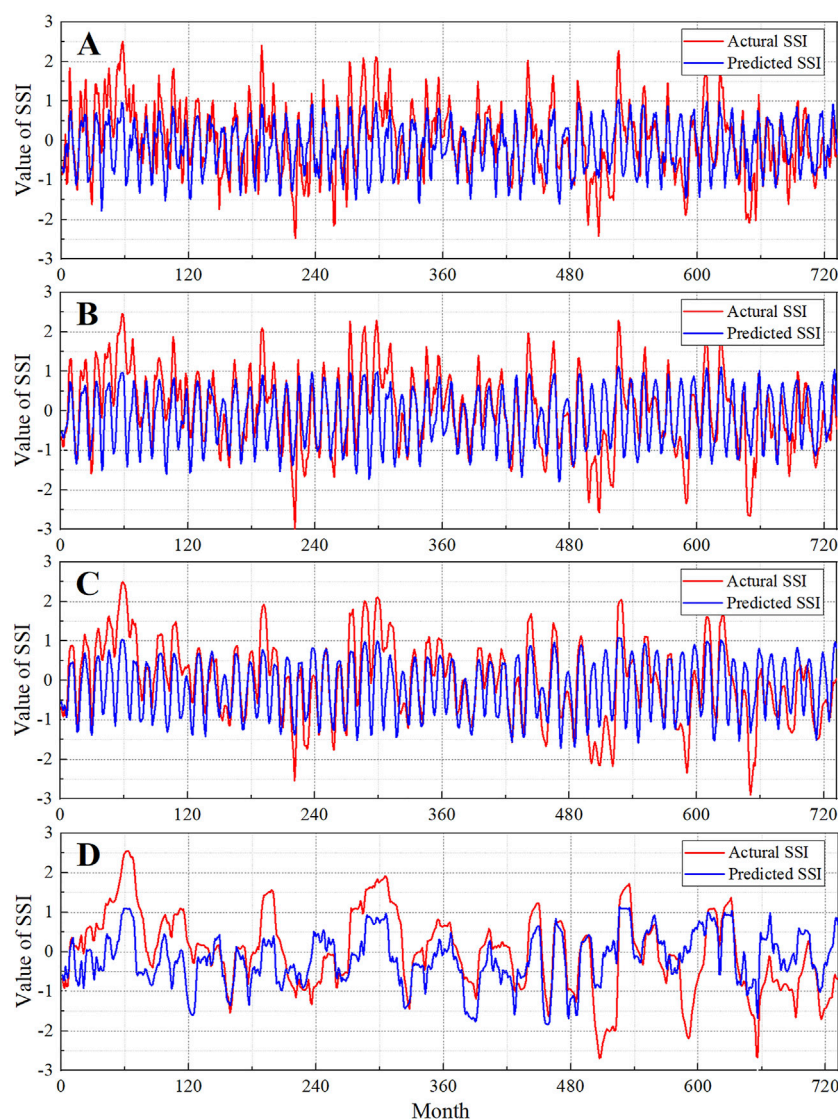 A
Actural SSI
Predicted SSI
Value of SSI
3
2
1
0
-1
-2
-3
0 120 240 360 480 600 720
B
Actural SSI
Predicted SSI
Value of SSI
3
2
1
0
-1
-2
-3
0 120 240 360 480 600 720
C
Actural SSI
Predicted SSI
Value of SSI
3
2
1
0
-1
-2
-3
0 120 240 360 480 600 720
D
Actural SSI
Predicted SSI
Value of SSI
3
2
1
0
-1
-2
-3
0 120 240 360 480 600 720
Month